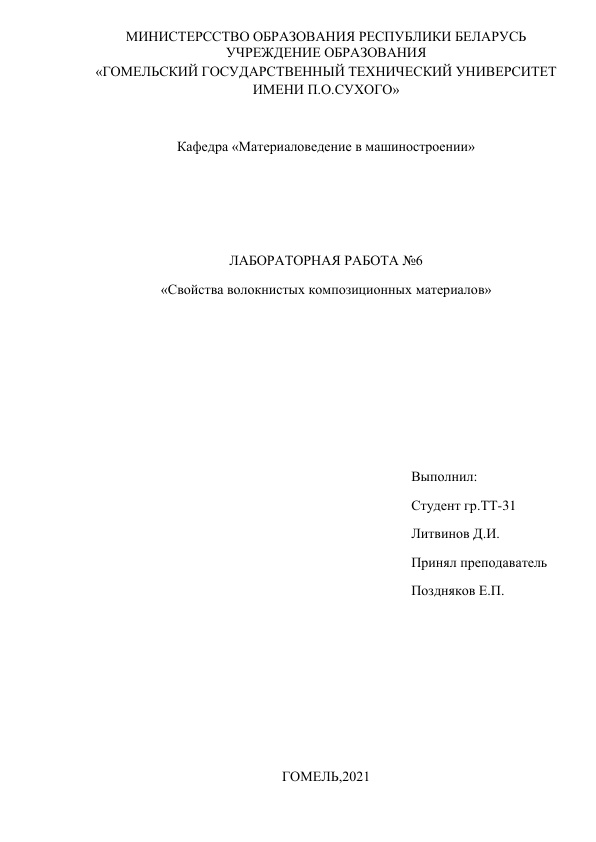 МИНИСТЕРССТВО ОБРАЗОВАНИЯ РЕСПУБЛИКИ БЕЛАРУСЬ
УЧРЕЖДЕНИЕ ОБРАЗОВАНИЯ
«ГОМЕЛЬСКИЙ ГОСУДАРСТВЕННЫЙ ТЕХНИЧЕСКИЙ УНИВЕРСИТЕТ
ИМЕНИ П.О.СУХОГО»
Кафедра «Материаловедение в машиностроении»
ЛАБОРАТОРНАЯ РАБОТА №6
«Свойства волокнистых композиционных материалов»
Выполнил:
Студент гр.ТТ-31
Литвинов Д.И.
Принял преподаватель
Поздняков Е.П.
ГОМЕЛЬ,2021